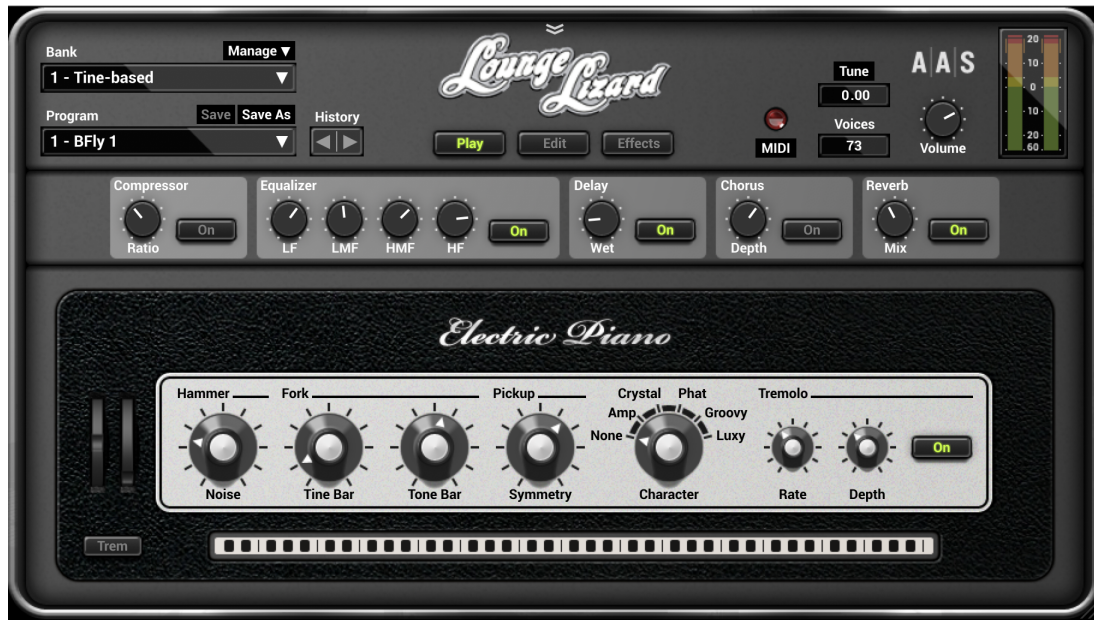 Bank
Manage ▼
1 - Tine-based
Program
Save
Save As
1 - BFly 1
History
Lounge
Lizard
Play
Edit
Effects
MIDI
Tune
0.00
Voices
73
A|A|S
Volume
20
10
0
20
60
Compressor
Ratio
On
Equalizer
LF
LMF
HMF
HF
On
Delay
Wet
On
Chorus
Depth
On
Reverb
Mix
On
Electric Piano
Hammer
Noise
Fork
Tine Bar
Tone Bar
Pickup
Symmetry
None
Amp
Crystal
Phat
Groovy
Luxy
Character
Tremolo
Rate
Depth
On
Trem